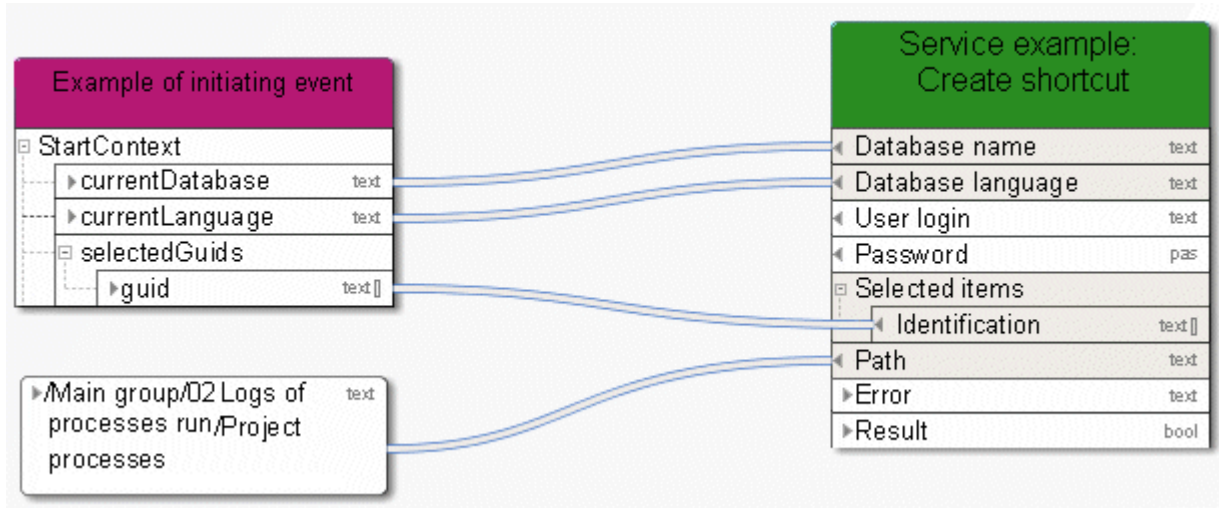 Example of initiating event
StartContext
currentDatabase text
currentLanguage text
selectedGuids
guid text[]
/Main group/02 Logs of text
processes run/Project
processes
Service example:
Create shortcut
Database name text
Database language text
User login text
Password pas
Selected items
Identification text[]
Path text
Error text
Result bool